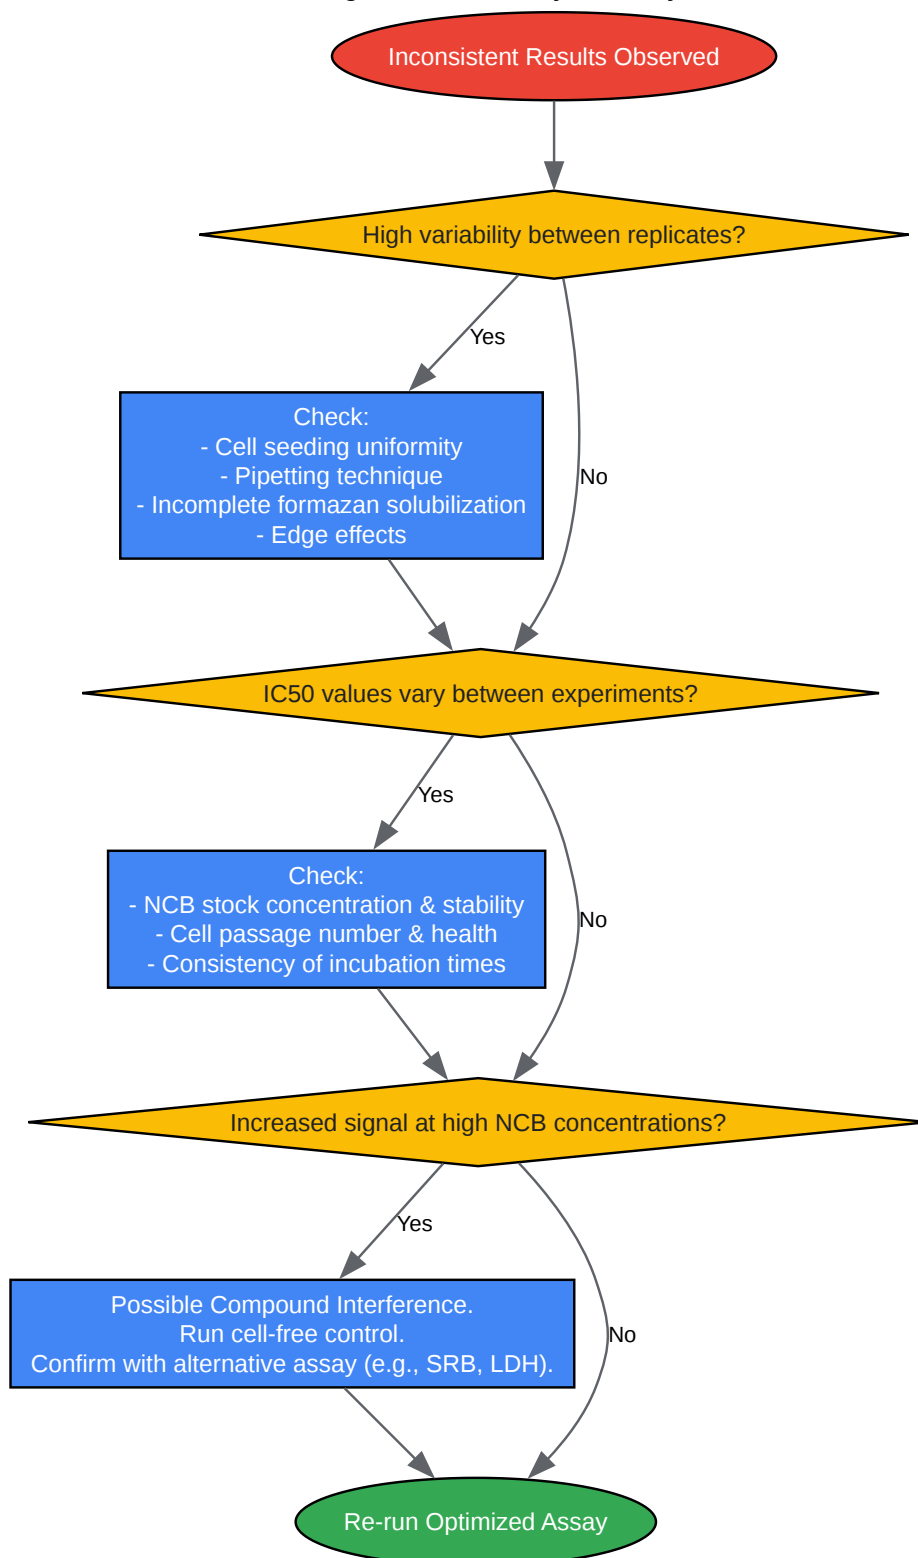 Inconsistent Results Observed
High variability between replicates?
Yes
Check:
- Cell seeding uniformity
- Pipetting technique
- Incomplete formazan solubilization
- Edge effects
No
IC50 values vary between experiments?
Yes
Check:
- NCB stock concentration & stability
- Cell passage number & health
- Consistency of incubation times
No
Increased signal at high NCB concentrations?
Yes
Possible Compound Interference.
Run cell-free control.
Confirm with alternative assay (e.g., SRB, LDH).
No
Re-run Optimized Assay